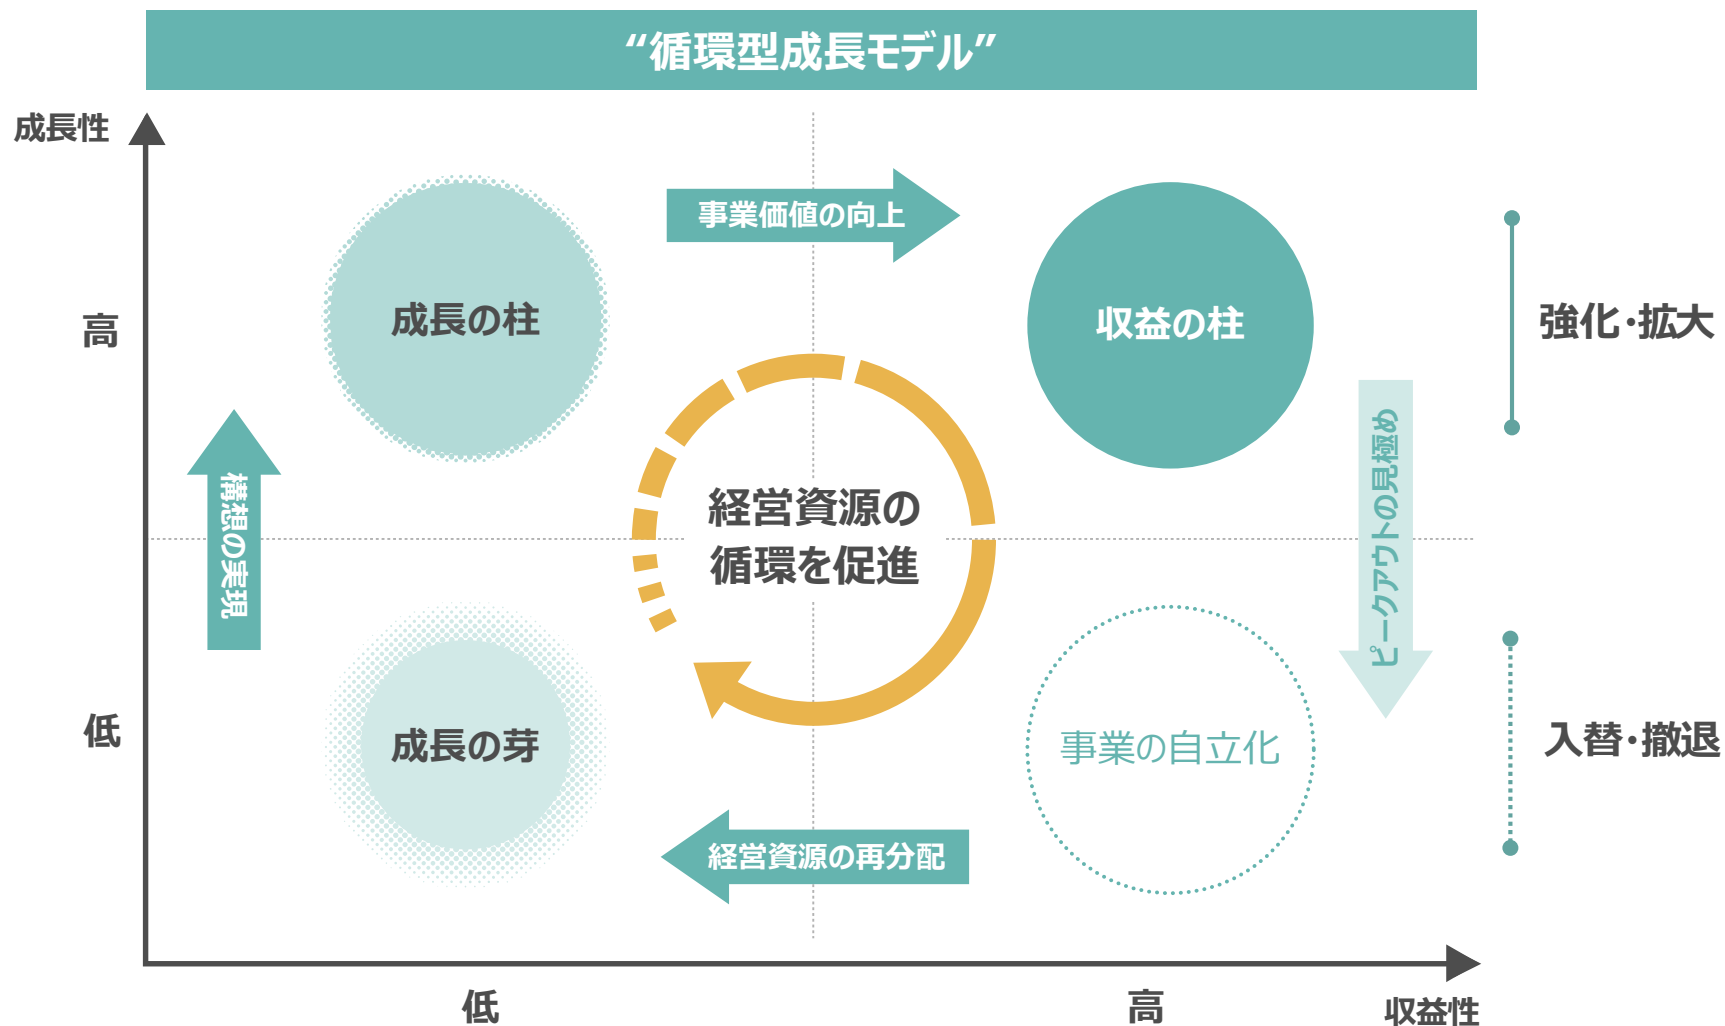 “循環型成長モデル”
成長性
事業価値の向上
成長の柱
収益の柱
高
強化・拡大
構想の実現
経営資源の
循環を促進
ピークアウトの見極め
低
成長の芽
事業の自立化
入替・撤退
経営資源の再分配
低
高
収益性